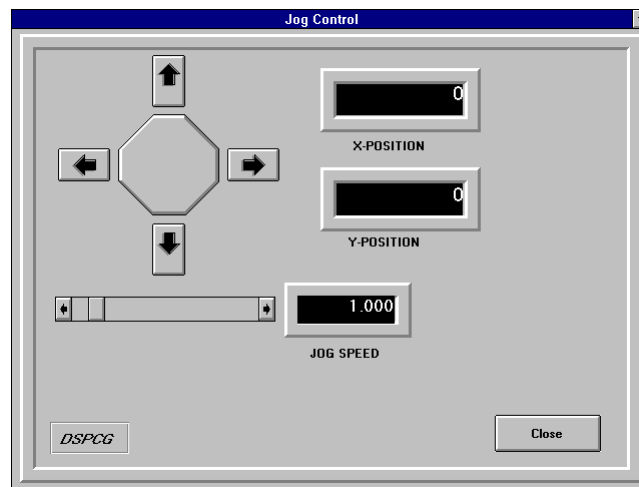 Jog Control
0
X-POSITION
0
Y-POSITION
1.000
JOG SPEED
DSPCG
Close